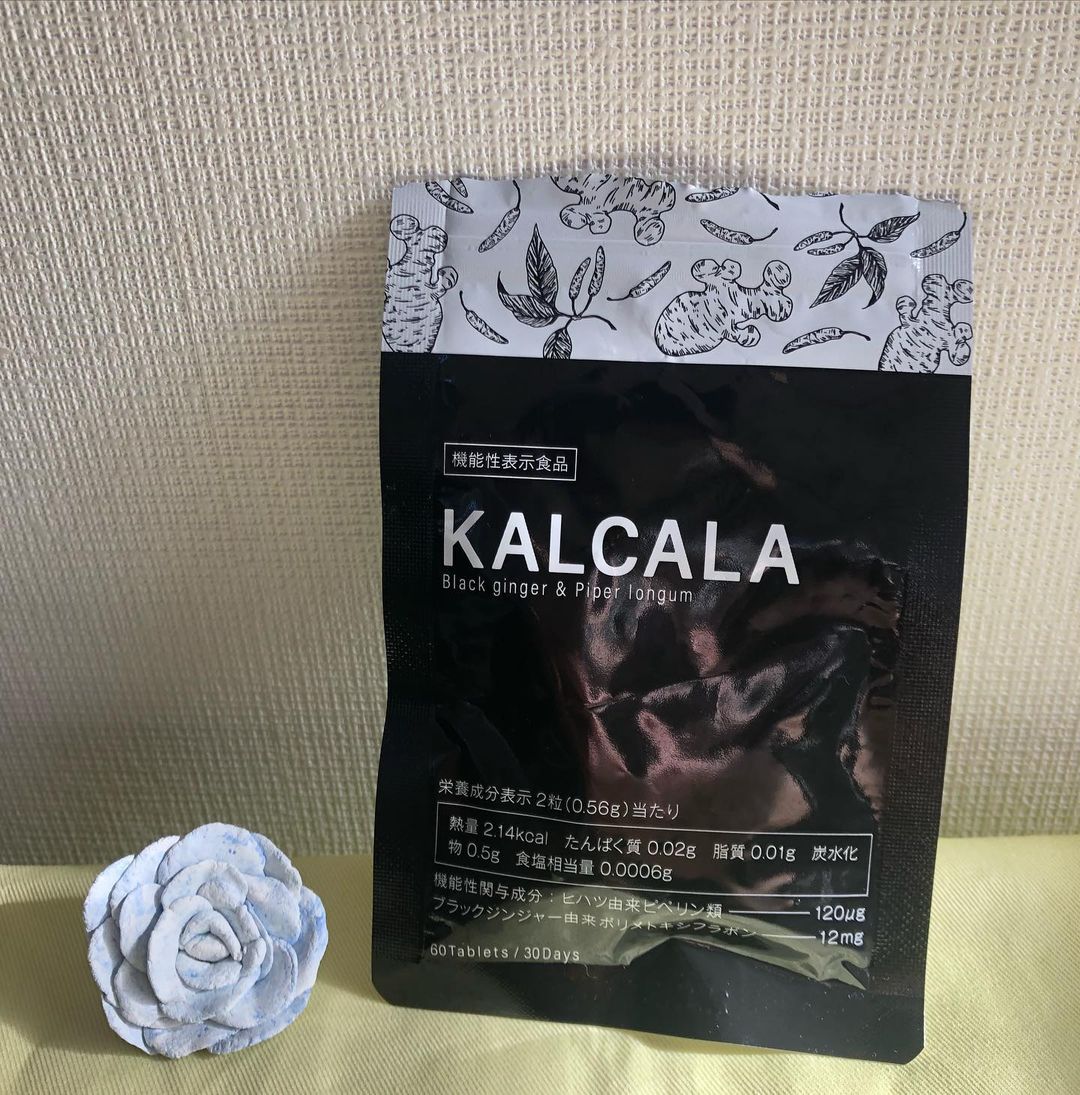 機能性表示食品
KALCALA
Black ginger & Piper longum
栄養成分表示 2粒(0.56g)当たり
熱量 2.14kcal たんぱく質 0.02g 脂質 0.01g 炭水化
物 0.5g 食塩相当量 0.0006g
機能性関与成分：ヒハツ由来ピペリン類 120μg
ブラックジンジャー由来ポリメトキシフラボン 12mg
60Tablets / 30Days